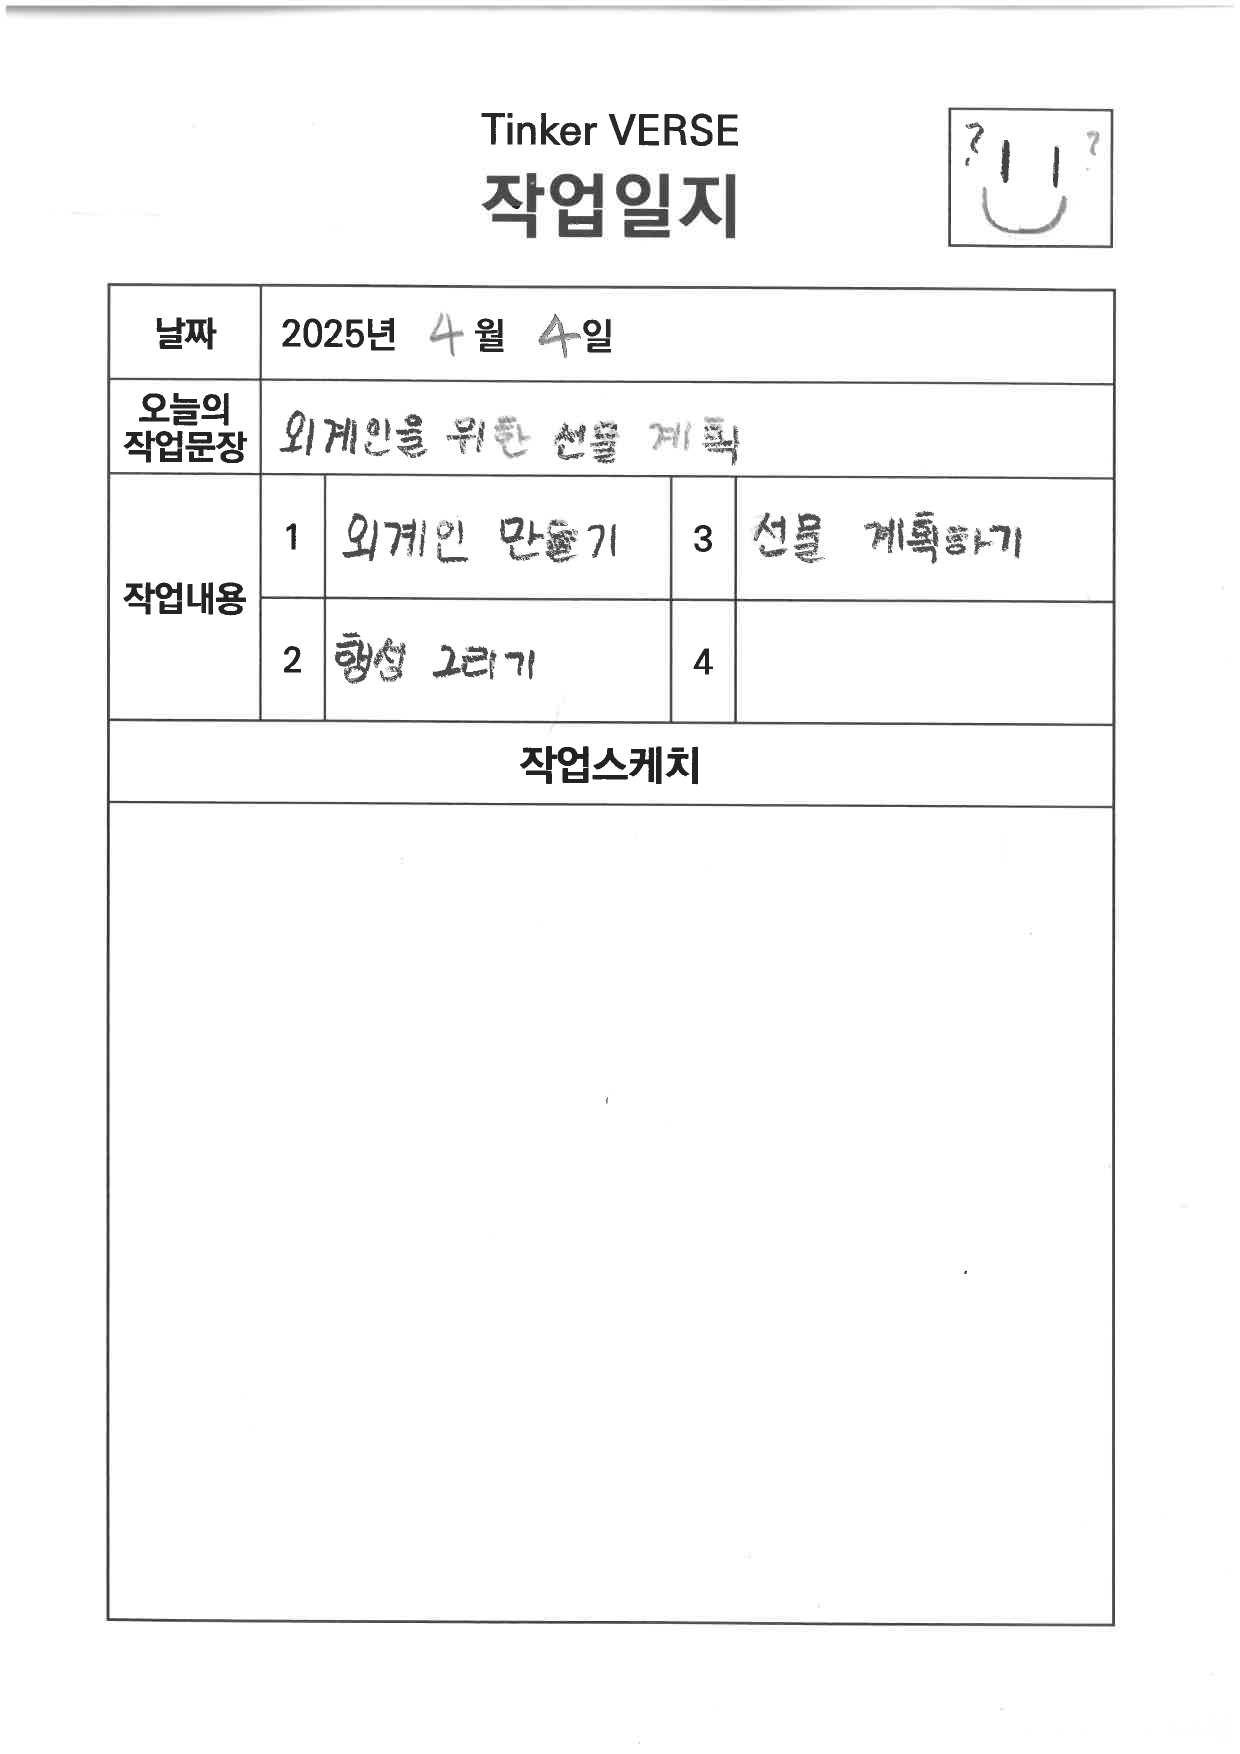 Tinker VERSE
작업일지
? ?
날짜 2025년 4월 4일
오늘의
작업문장
외계인을 위한 선물 계획
작업내용
1 외계인 만들기 3 선물 계획하기
2 행성 그리기 4
작업스케치